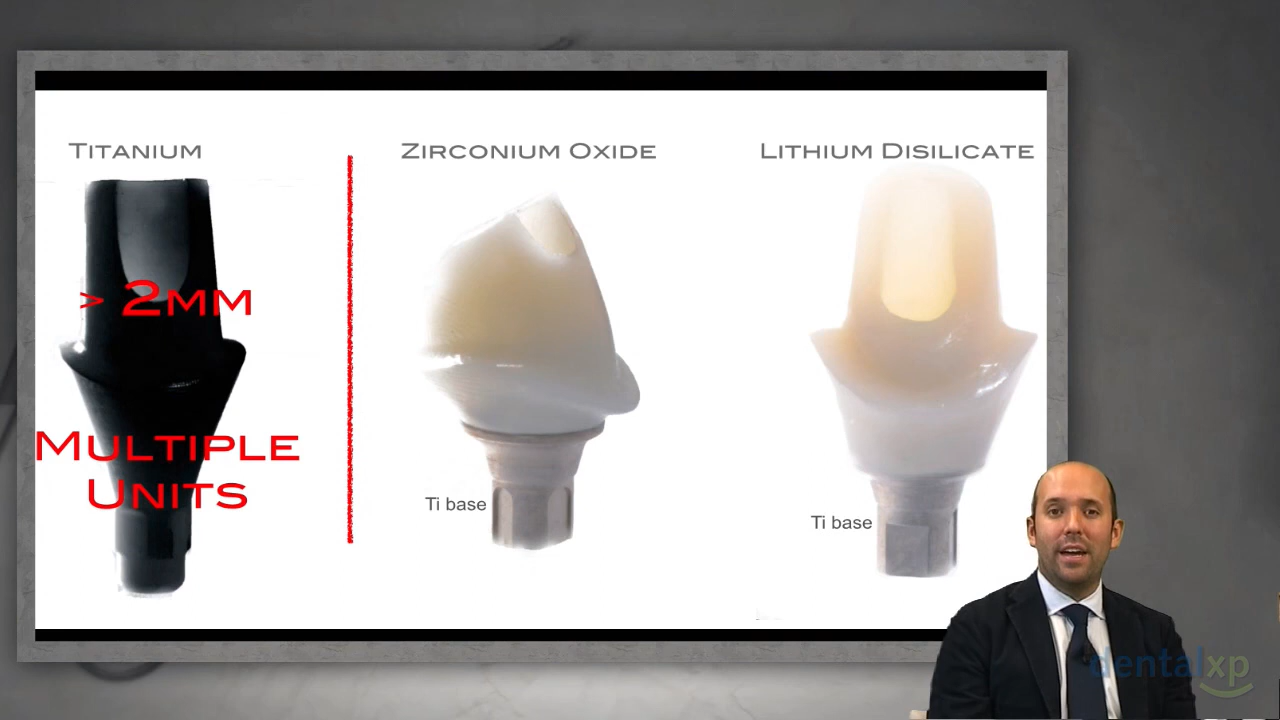 Titanium
Zirconium Oxide
Lithium Disilicate
> 2mm
Multiple
Units
Ti base
Ti base
dentalxp